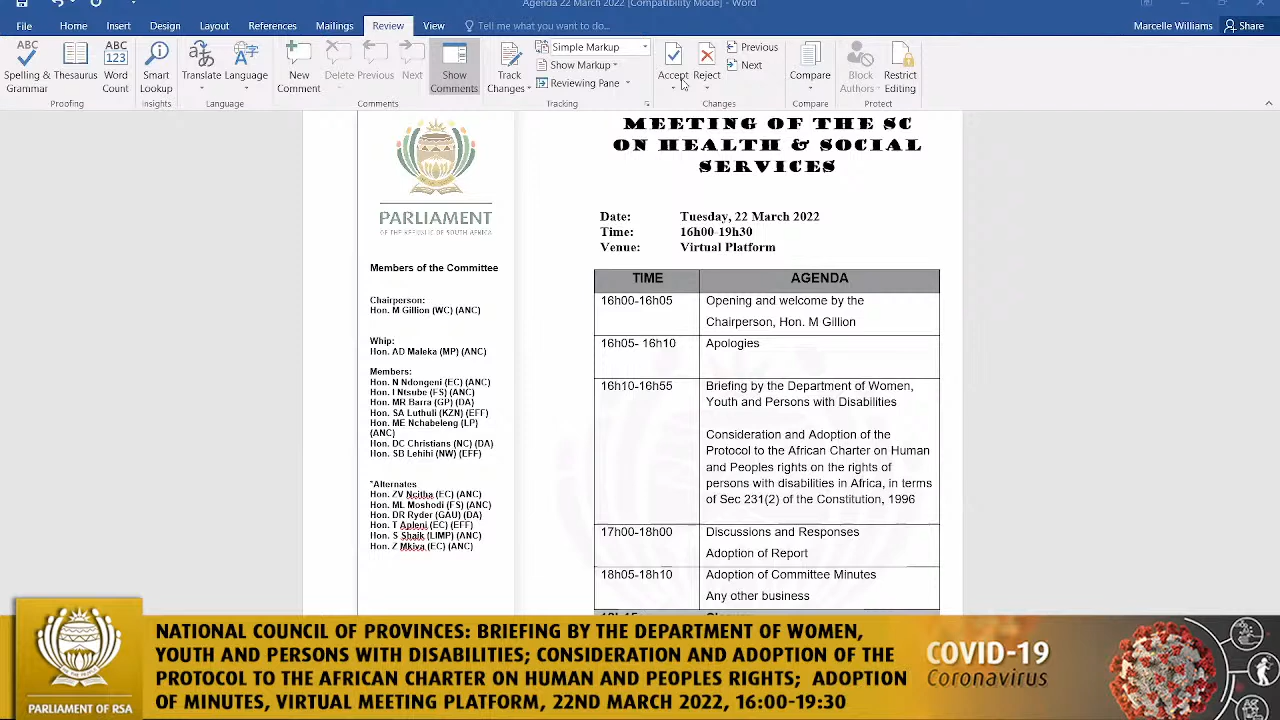 Agenda 22 March 2022 [Compatibility Mode] - Word
File Home Insert Design Layout References Mailings Review View Tell me what you want to do... Marcelle Williams Share
ABC ABC 123
Spelling & Grammar Thesaurus Word Count Smart Lookup Translate Language New Comment Delete Previous Next Show Comments Track Changes Simple Markup Show Markup Reviewing Pane Accept Reject Previous Next Compare Block Authors Restrict Editing
Proofing Insights Language Comments Tracking Changes Compare Protect
MEETING OF THE SC
ON HEALTH & SOCIAL
SERVICES
PARLIAMENT
OF THE REPUBLIC OF SOUTH AFRICA
Members of the Committee
Chairperson:
Hon. M Gillion (WC) (ANC)
Whip:
Hon. AD Maleka (MP) (ANC)
Members:
Hon. N Ndongeni (EC) (ANC)
Hon. I Ntsube (FS) (ANC)
Hon. MR Barra (GP) (DA)
Hon. SA Luthuli (KZN) (EFF)
Hon. ME Nchabeleng (LP)
(ANC)
Hon. DC Christians (NC) (DA)
Hon. SB Lehihi (NW) (EFF)
*Alternates
Hon. ZV Ncitha (EC) (ANC)
Hon. ML Moshodi (FS) (ANC)
Hon. DR Ryder (GAU) (DA)
Hon. T Apleni (EC) (EFF)
Hon. S Shaik (LIMP) (ANC)
Hon. Z Mkiva (EC) (ANC)
Date: Tuesday, 22 March 2022
Time: 16h00-19h30
Venue: Virtual Platform
TIME AGENDA
16h00-16h05 Opening and welcome by the
Chairperson, Hon. M Gillion
16h05- 16h10 Apologies
16h10-16h55 Briefing by the Department of Women,
Youth and Persons with Disabilities
Consideration and Adoption of the
Protocol to the African Charter on Human
and Peoples rights on the rights of
persons with disabilities in Africa, in terms
of Sec 231(2) of the Constitution, 1996
17h00-18h00 Discussions and Responses
Adoption of Report
18h05-18h10 Adoption of Committee Minutes
Any other business
PARLIAMENT OF RSA
NATIONAL COUNCIL OF PROVINCES: BRIEFING BY THE DEPARTMENT OF WOMEN,
YOUTH AND PERSONS WITH DISABILITIES; CONSIDERATION AND ADOPTION OF THE
PROTOCOL TO THE AFRICAN CHARTER ON HUMAN AND PEOPLES RIGHTS; ADOPTION
OF MINUTES, VIRTUAL MEETING PLATFORM, 22ND MARCH 2022, 16:00-19:30
COVID-19
Coronavirus